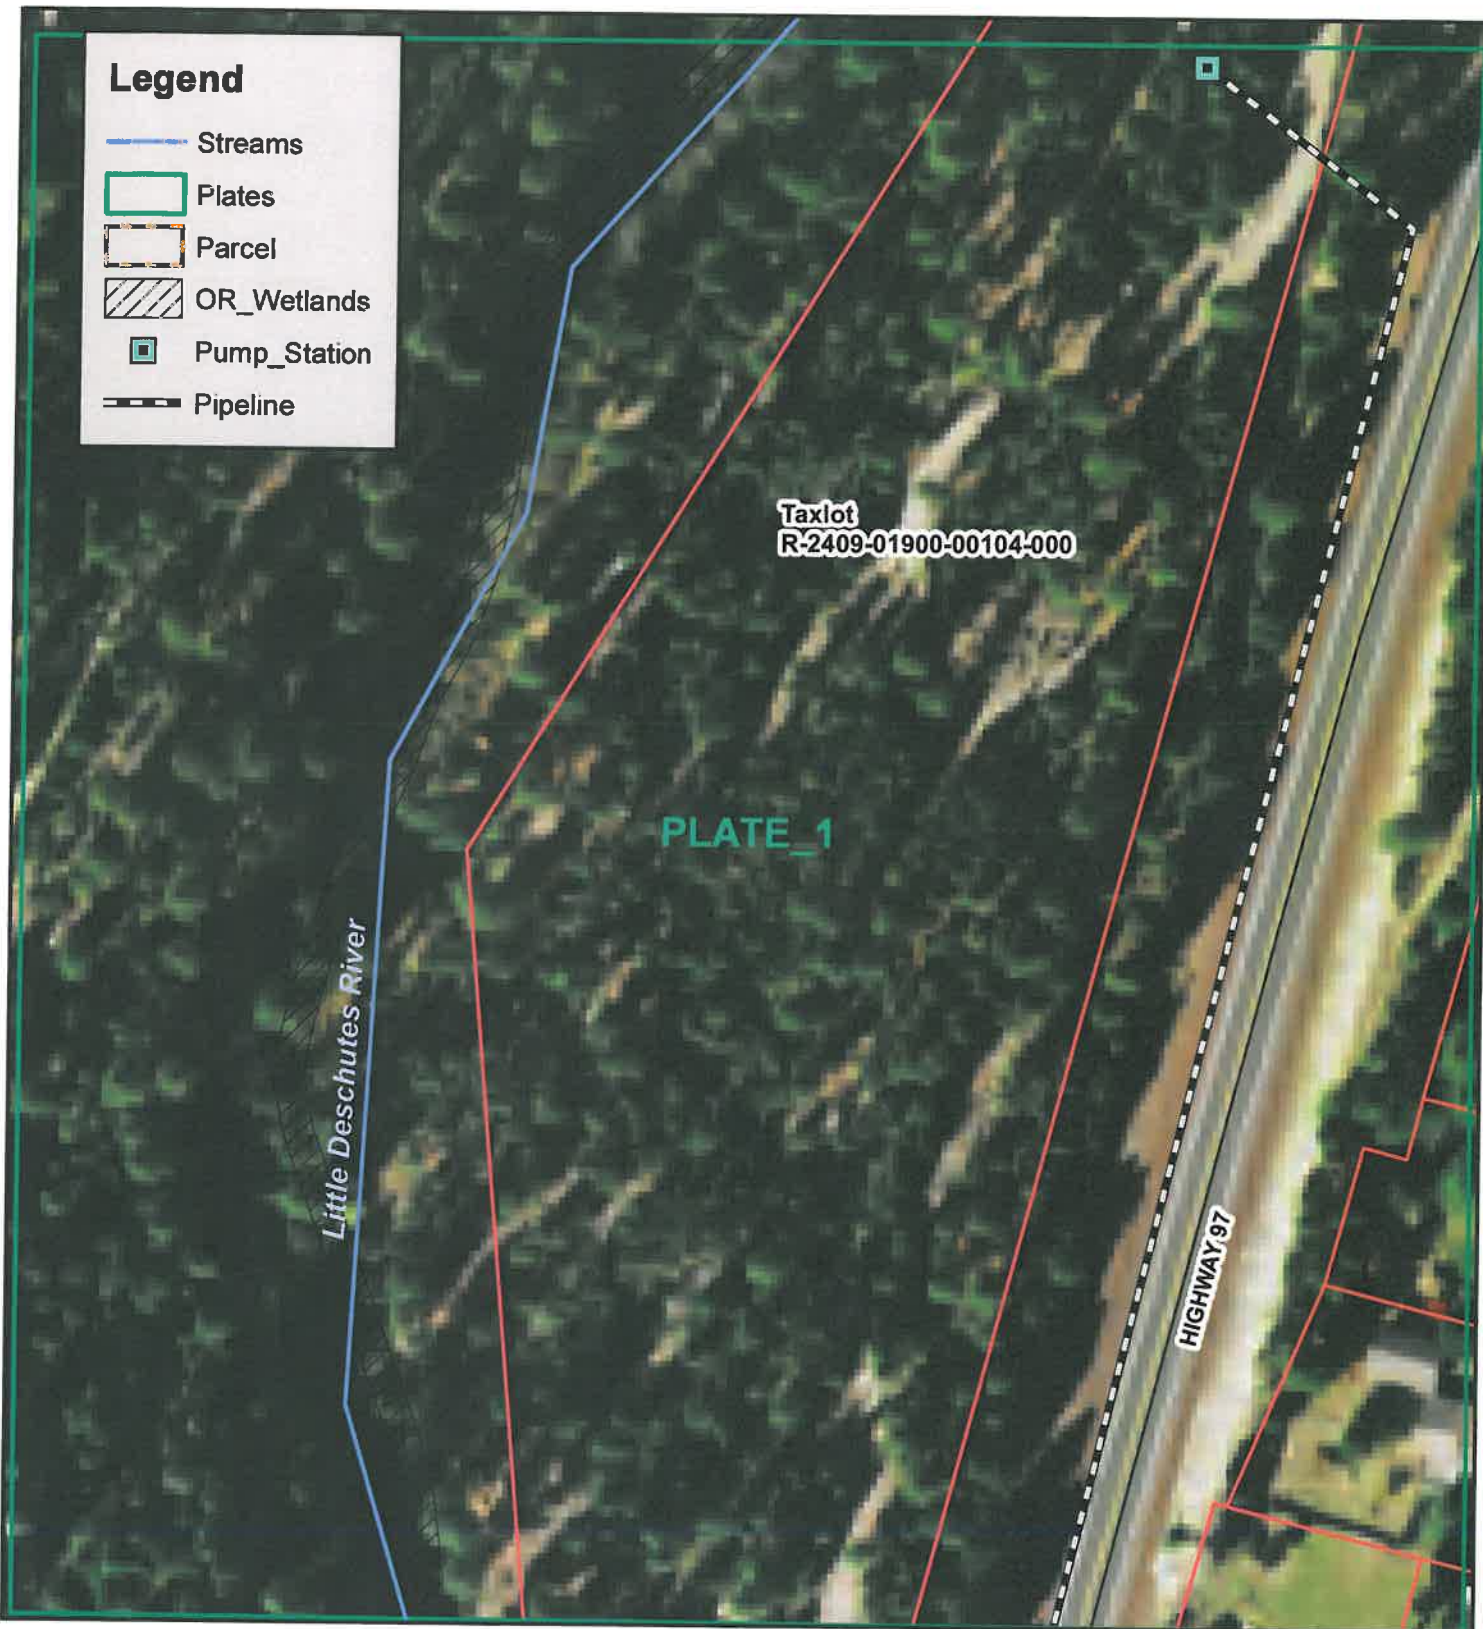 Legend
Streams
Plates
Parcel
OR_Wetlands
Pump_Station
Pipeline
Taxlot
R-2409-01900-00104-000
PLATE_1
Little Deschutes River
HIGHWAY 97